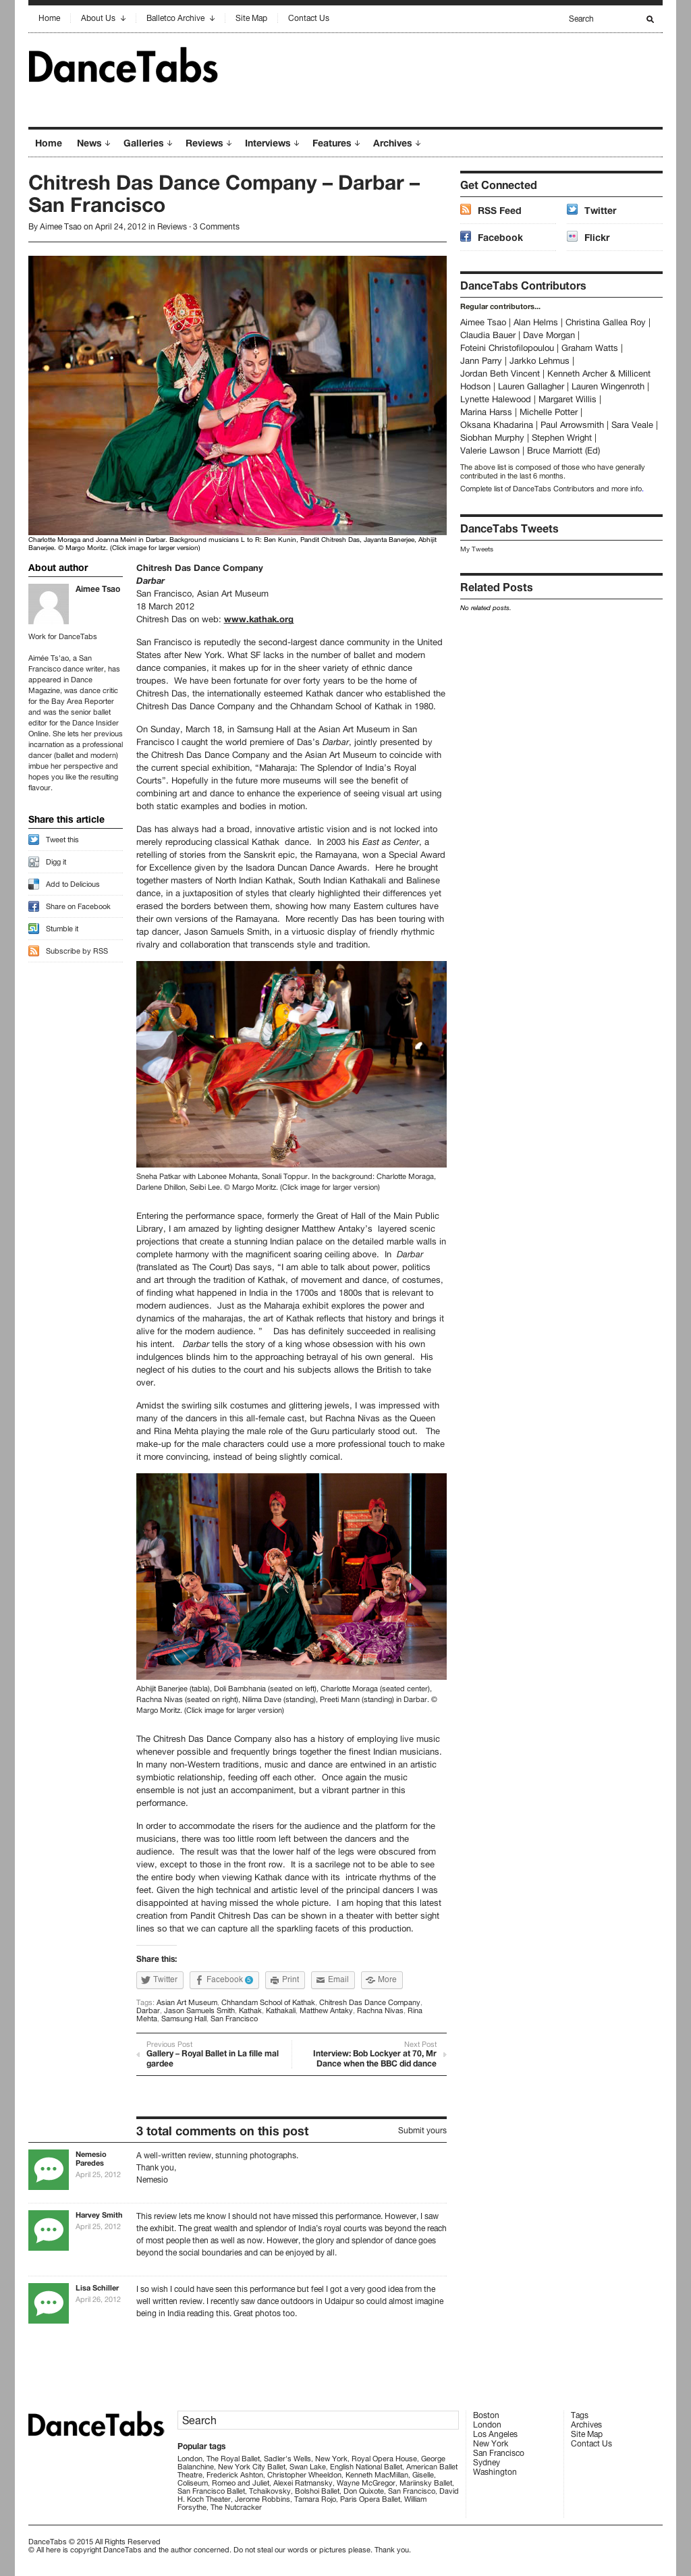 Home About Us Balletco Archive Site Map Contact Us Search
DanceTabs
Home News Galleries Reviews Interviews Features Archives
Chitresh Das Dance Company – Darbar –
San Francisco
By Aimee Tsao on April 24, 2012 in Reviews · 3 Comments
Charlotte Moraga and Joanna Meinl in Darbar. Background musicians L to R: Ben Kunin, Pandit Chitresh Das, Jayanta Banerjee, Abhijit
Banerjee. © Margo Moritz. (Click image for larger version)
About author
Aimee Tsao
Work for DanceTabs
Aimée Ts'ao, a San
Francisco dance writer, has
appeared in Dance
Magazine, was dance critic
for the Bay Area Reporter
and was the senior ballet
editor for the Dance Insider
Online. She lets her previous
incarnation as a professional
dancer (ballet and modern)
imbue her perspective and
hopes you like the resulting
flavour.
Share this article
Tweet this
Digg it
Add to Delicious
Share on Facebook
Stumble it
Subscribe by RSS
Chitresh Das Dance Company
Darbar
San Francisco, Asian Art Museum
18 March 2012
Chitresh Das on web: www.kathak.org
San Francisco is reputedly the second-largest dance community in the United
States after New York. What SF lacks in the number of ballet and modern
dance companies, it makes up for in the sheer variety of ethnic dance
troupes. We have been fortunate for over forty years to be the home of
Chitresh Das, the internationally esteemed Kathak dancer who established the
Chitresh Das Dance Company and the Chhandam School of Kathak in 1980.
On Sunday, March 18, in Samsung Hall at the Asian Art Museum in San
Francisco I caught the world premiere of Das's Darbar, jointly presented by
the Chitresh Das Dance Company and the Asian Art Museum to coincide with
the current special exhibition, “Maharaja: The Splendor of India's Royal
Courts”. Hopefully in the future more museums will see the benefit of
combining art and dance to enhance the experience of seeing visual art using
both static examples and bodies in motion.
Das has always had a broad, innovative artistic vision and is not locked into
merely reproducing classical Kathak dance. In 2003 his East as Center, a
retelling of stories from the Sanskrit epic, the Ramayana, won a Special Award
for Excellence given by the Isadora Duncan Dance Awards. Here he brought
together masters of North Indian Kathak, South Indian Kathakali and Balinese
dance, in a juxtaposition of styles that clearly highlighted their differences yet
erased the borders between them, showing how many Eastern cultures have
their own versions of the Ramayana. More recently Das has been touring with
tap dancer, Jason Samuels Smith, in a virtuosic display of friendly rhythmic
rivalry and collaboration that transcends style and tradition.
Sneha Patkar with Labonee Mohanta, Sonali Toppur. In the background: Charlotte Moraga,
Darlene Dhillon, Seibi Lee. © Margo Moritz. (Click image for larger version)
Entering the performance space, formerly the Great of Hall of the Main Public
Library, I am amazed by lighting designer Matthew Antaky's layered scenic
projections that create a stunning Indian palace on the detailed marble walls in
complete harmony with the magnificent soaring ceiling above. In Darbar
(translated as The Court) Das says, “I am able to talk about power, politics
and art through the tradition of Kathak, of movement and dance, of costumes,
of finding what happened in India in the 1700s and 1800s that is relevant to
modern audiences. Just as the Maharaja exhibit explores the power and
dynamics of the maharajas, the art of Kathak reflects that history and brings it
alive for the modern audience. ” Das has definitely succeeded in realising
his intent. Darbar tells the story of a king whose obsession with his own
indulgences blinds him to the approaching betrayal of his own general. His
neglect of his duties to the court and his subjects allows the British to take
over.
Amidst the swirling silk costumes and glittering jewels, I was impressed with
many of the dancers in this all-female cast, but Rachna Nivas as the Queen
and Rina Mehta playing the male role of the Guru particularly stood out. The
make-up for the male characters could use a more professional touch to make
it more convincing, instead of being slightly comical.
Abhijit Banerjee (tabla), Doli Bambhania (seated on left), Charlotte Moraga (seated center),
Rachna Nivas (seated on right), Nilima Dave (standing), Preeti Mann (standing) in Darbar. ©
Margo Moritz. (Click image for larger version)
The Chitresh Das Dance Company also has a history of employing live music
whenever possible and frequently brings together the finest Indian musicians.
In many non-Western traditions, music and dance are entwined in an artistic
symbiotic relationship, feeding off each other. Once again the music
ensemble is not just an accompaniment, but a vibrant partner in this
performance.
In order to accommodate the risers for the audience and the platform for the
musicians, there was too little room left between the dancers and the
audience. The result was that the lower half of the legs were obscured from
view, except to those in the front row. It is a sacrilege not to be able to see
the entire body when viewing Kathak dance with its intricate rhythms of the
feet. Given the high technical and artistic level of the principal dancers I was
disappointed at having missed the whole picture. I am hoping that this latest
creation from Pandit Chitresh Das can be shown in a theater with better sight
lines so that we can capture all the sparkling facets of this production.
Share this:
Twitter Facebook 5 Print Email More
Tags: Asian Art Museum, Chhandam School of Kathak, Chitresh Das Dance Company,
Darbar, Jason Samuels Smith, Kathak, Kathakali, Matthew Antaky, Rachna Nivas, Rina
Mehta, Samsung Hall, San Francisco
Previous Post
Gallery – Royal Ballet in La fille mal
gardee
Next Post
Interview: Bob Lockyer at 70, Mr
Dance when the BBC did dance
3 total comments on this post
Submit yours
Nemesio
Paredes
April 25, 2012
A well-written review, stunning photographs.
Thank you,
Nemesio
Harvey Smith
April 25, 2012
This review lets me know I should not have missed this performance. However, I saw
the exhibit. The great wealth and splendor of India's royal courts was beyond the reach
of most people then as well as now. However, the glory and splendor of dance goes
beyond the social boundaries and can be enjoyed by all.
Lisa Schiller
April 26, 2012
I so wish I could have seen this performance but feel I got a very good idea from the
well written review. I recently saw dance outdoors in Udaipur so could almost imagine
being in India reading this. Great photos too.
Get Connected
RSS Feed Twitter
Facebook Flickr
DanceTabs Contributors
Regular contributors...
Aimee Tsao | Alan Helms | Christina Gallea Roy |
Claudia Bauer | Dave Morgan |
Foteini Christofilopoulou | Graham Watts |
Jann Parry | Jarkko Lehmus |
Jordan Beth Vincent | Kenneth Archer & Millicent
Hodson | Lauren Gallagher | Lauren Wingenroth |
Lynette Halewood | Margaret Willis |
Marina Harss | Michelle Potter |
Oksana Khadarina | Paul Arrowsmith | Sara Veale |
Siobhan Murphy | Stephen Wright |
Valerie Lawson | Bruce Marriott (Ed)
The above list is composed of those who have generally
contributed in the last 6 months.
Complete list of DanceTabs Contributors and more info.
DanceTabs Tweets
My Tweets
Related Posts
No related posts.
DanceTabs
Search
Popular tags
London, The Royal Ballet, Sadler's Wells, New York, Royal Opera House, George
Balanchine, New York City Ballet, Swan Lake, English National Ballet, American Ballet
Theatre, Frederick Ashton, Christopher Wheeldon, Kenneth MacMillan, Giselle,
Coliseum, Romeo and Juliet, Alexei Ratmansky, Wayne McGregor, Mariinsky Ballet,
San Francisco Ballet, Tchaikovsky, Bolshoi Ballet, Don Quixote, San Francisco, David
H. Koch Theater, Jerome Robbins, Tamara Rojo, Paris Opera Ballet, William
Forsythe, The Nutcracker
Boston
London
Los Angeles
New York
San Francisco
Sydney
Washington
Tags
Archives
Site Map
Contact Us
DanceTabs © 2015 All Rights Reserved
© All here is copyright DanceTabs and the author concerned. Do not steal our words or pictures please. Thank you.